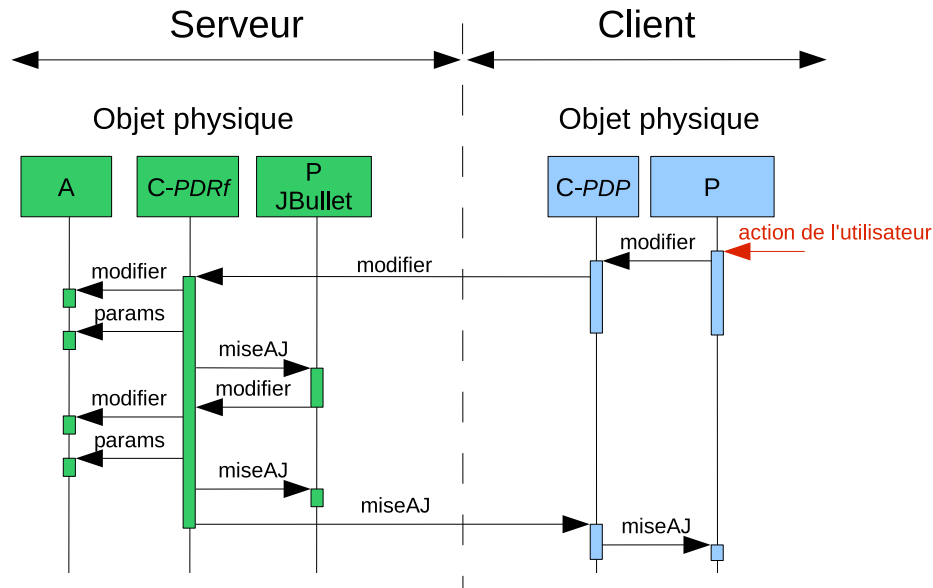 Serveur
Client
Objet physique
Objet physique
A
C-PDRf
P
JBullet
C-PDP
P
action de l'utilisateur
modifier
modifier
modifier
params
miseAJ
modifier
modifier
params
miseAJ
miseAJ
miseAJ